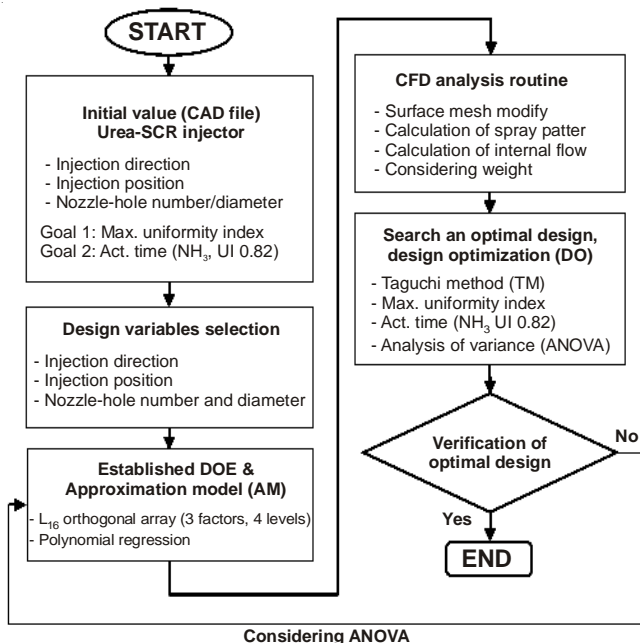 START
Initial value (CAD file)
Urea-SCR injector
- Injection direction
- Injection position
- Nozzle-hole number/diameter
Goal 1: Max. uniformity index
Goal 2: Act. time (NH₃, UI 0.82)
Design variables selection
- Injection direction
- Injection position
- Nozzle-hole number and diameter
Established DOE &
Approximation model (AM)
- L₁₆ orthogonal array (3 factors, 4 levels)
- Polynomial regression
CFD analysis routine
- Surface mesh modify
- Calculation of spray patter
- Calculation of internal flow
- Considering weight
Search an optimal design,
design optimization (DO)
- Taguchi method (TM)
- Max. uniformity index
- Act. time (NH₃ UI 0.82)
- Analysis of variance (ANOVA)
Verification of
optimal design
No
Yes
END
Considering ANOVA